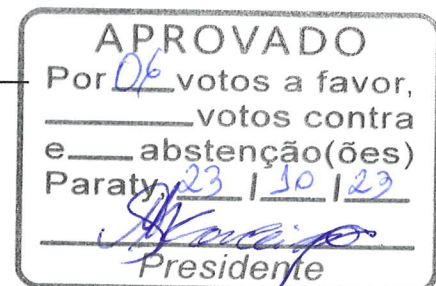 APROVADO
Por 06 votos a favor,
votos contra
e abstenção(ões)
Paraty, 23 / 10 / 23
Presidente